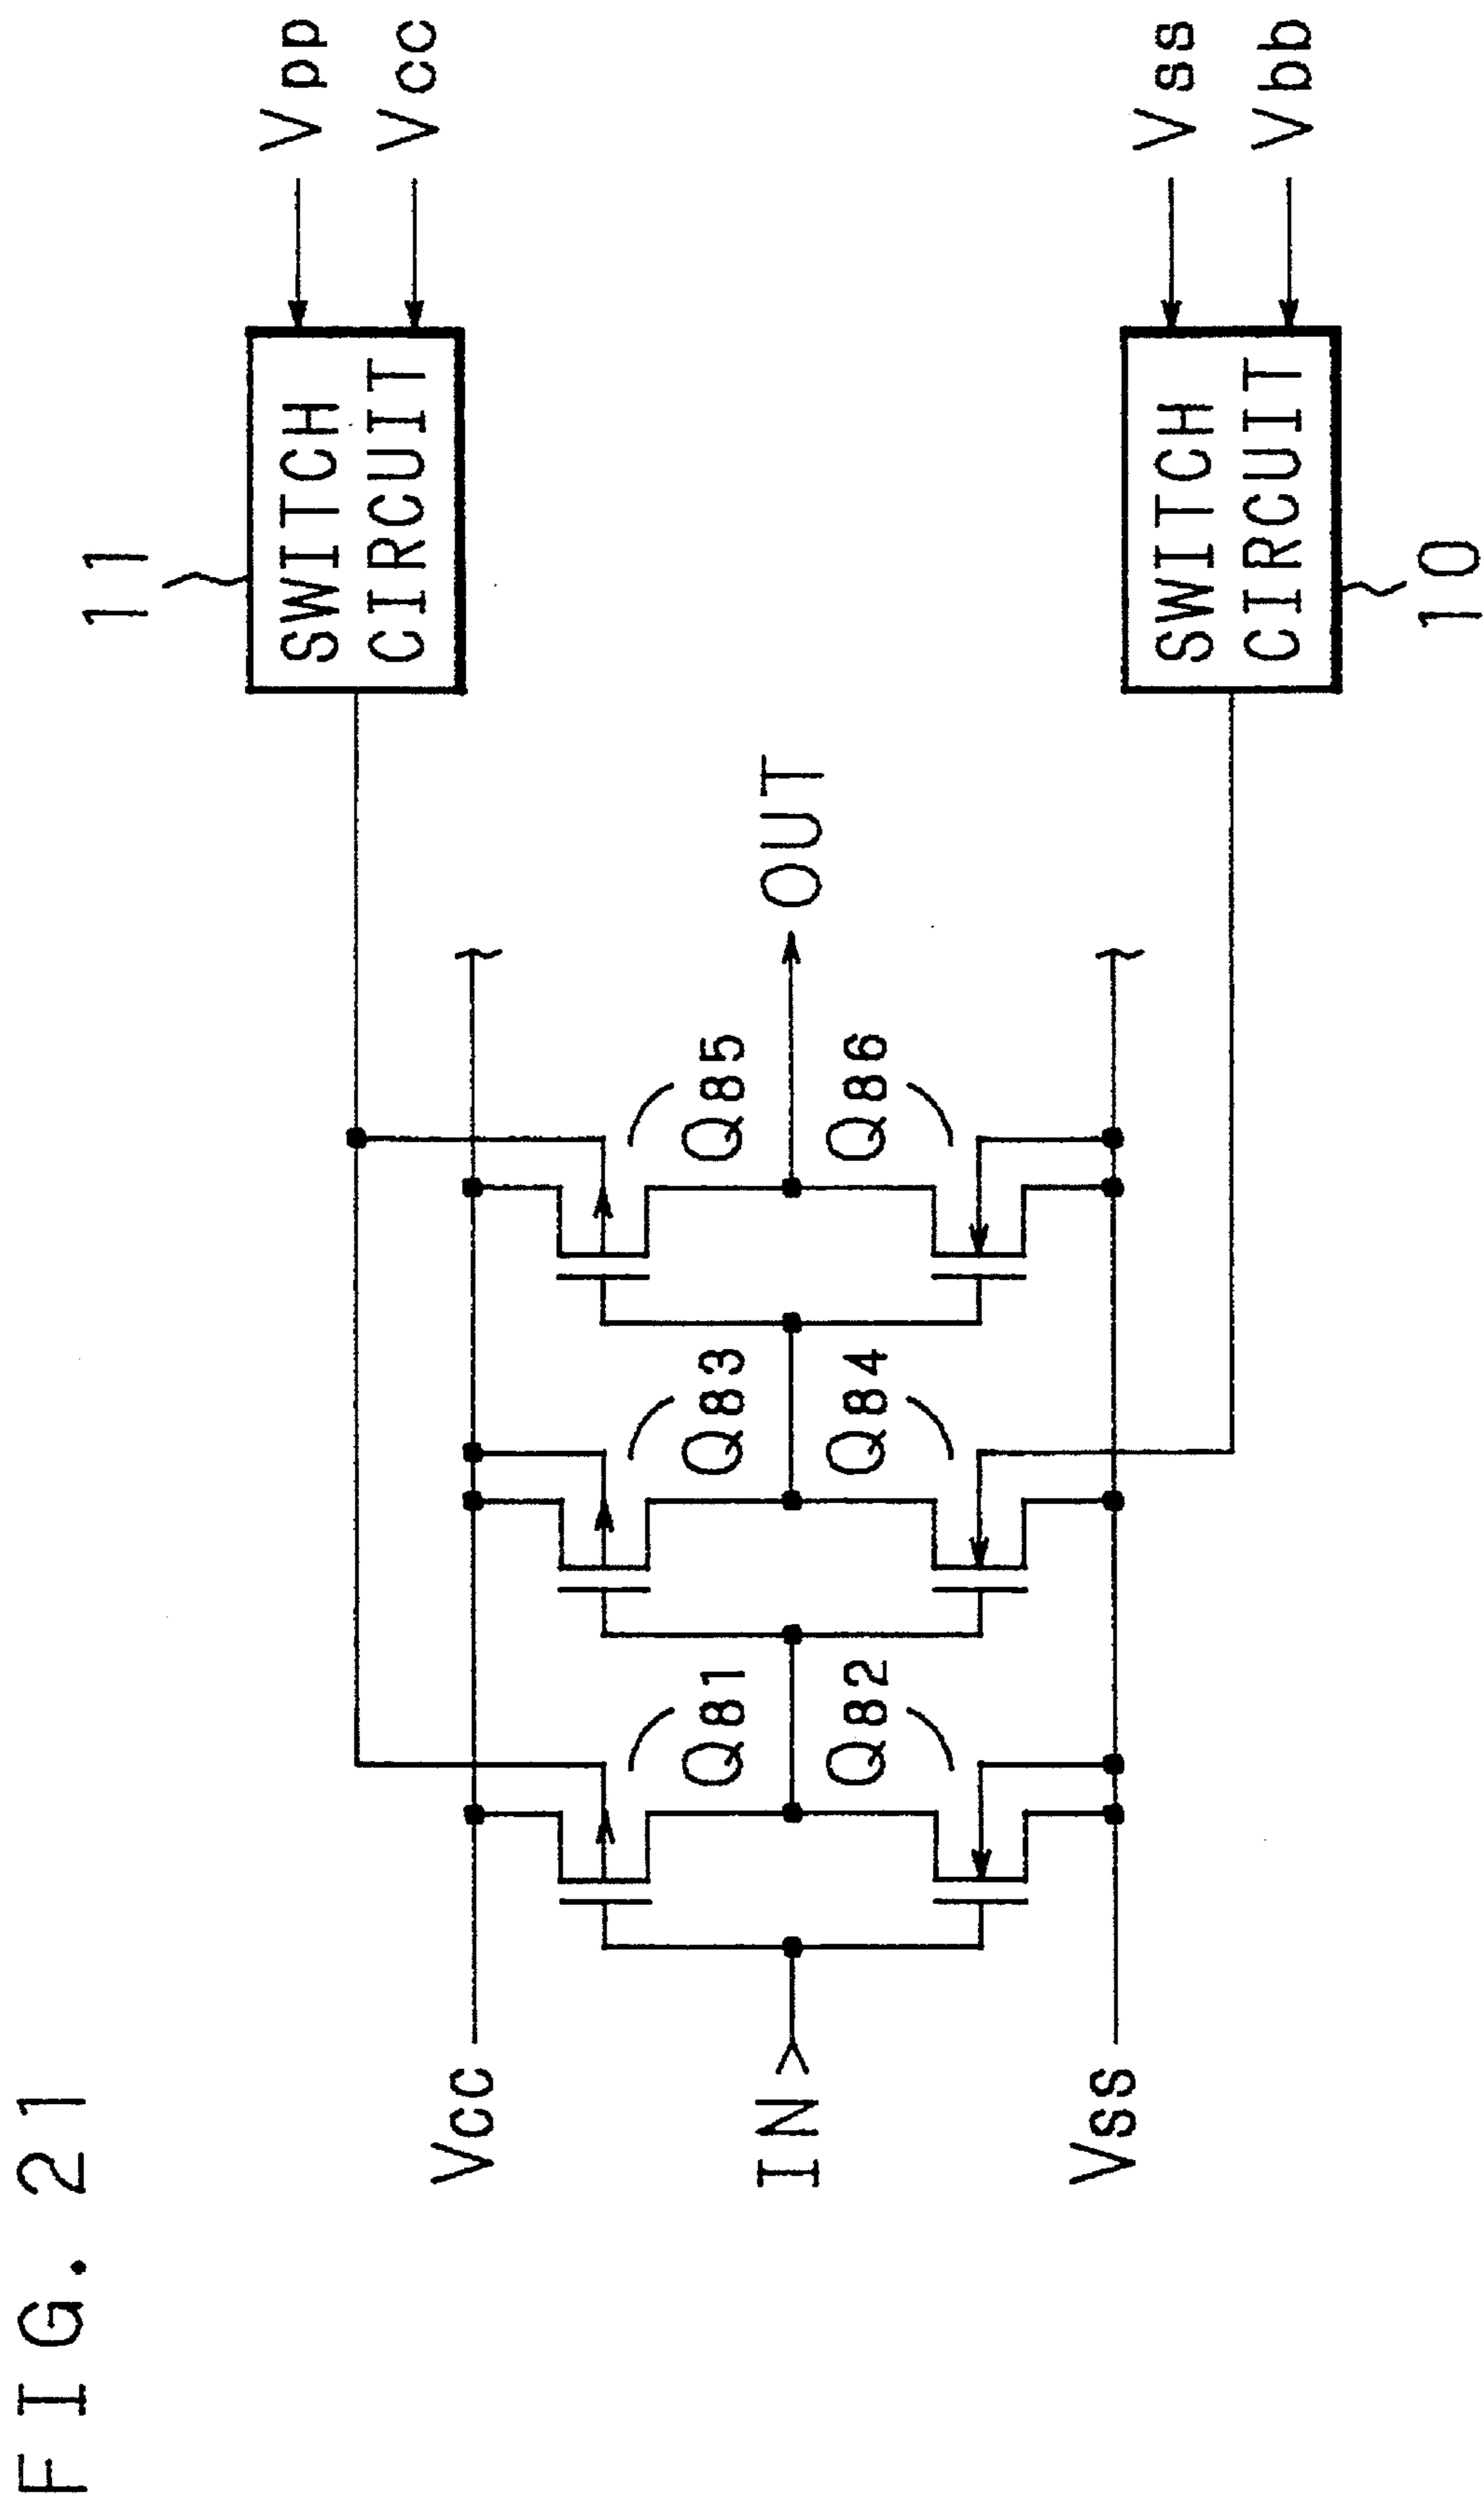 FIG. 21
11
SWITCH
CIRCUIT
Vpp
Vcc
Vcc
Q81
Q83
Q85
IN>
OUT
Q82
Q84
Q86
Vss
SWITCH
CIRCUIT
Vss
Vbb
10